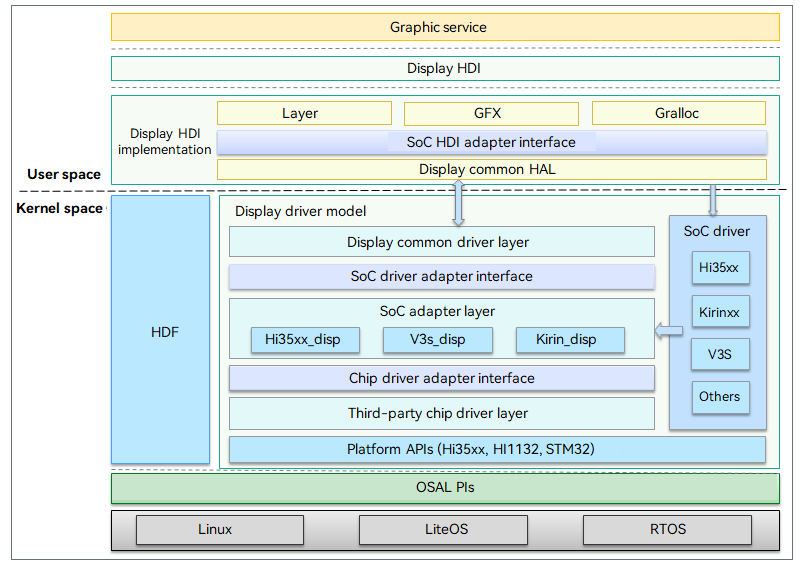 Graphic service
Display HDI
Display HDI
implementation
Layer
GFX
Gralloc
SoC HDI adapter interface
Display common HAL
User space
Kernel space
HDF
Display driver model
Display common driver layer
SoC driver adapter interface
SoC adapter layer
Hi35xx_disp
V3s_disp
Kirin_disp
Chip driver adapter interface
Third-party chip driver layer
Platform APIs (Hi35xx, HI1132, STM32)
SoC driver
Hi35xx
Kirinxx
V3S
Others
OSAL PIs
Linux
LiteOS
RTOS